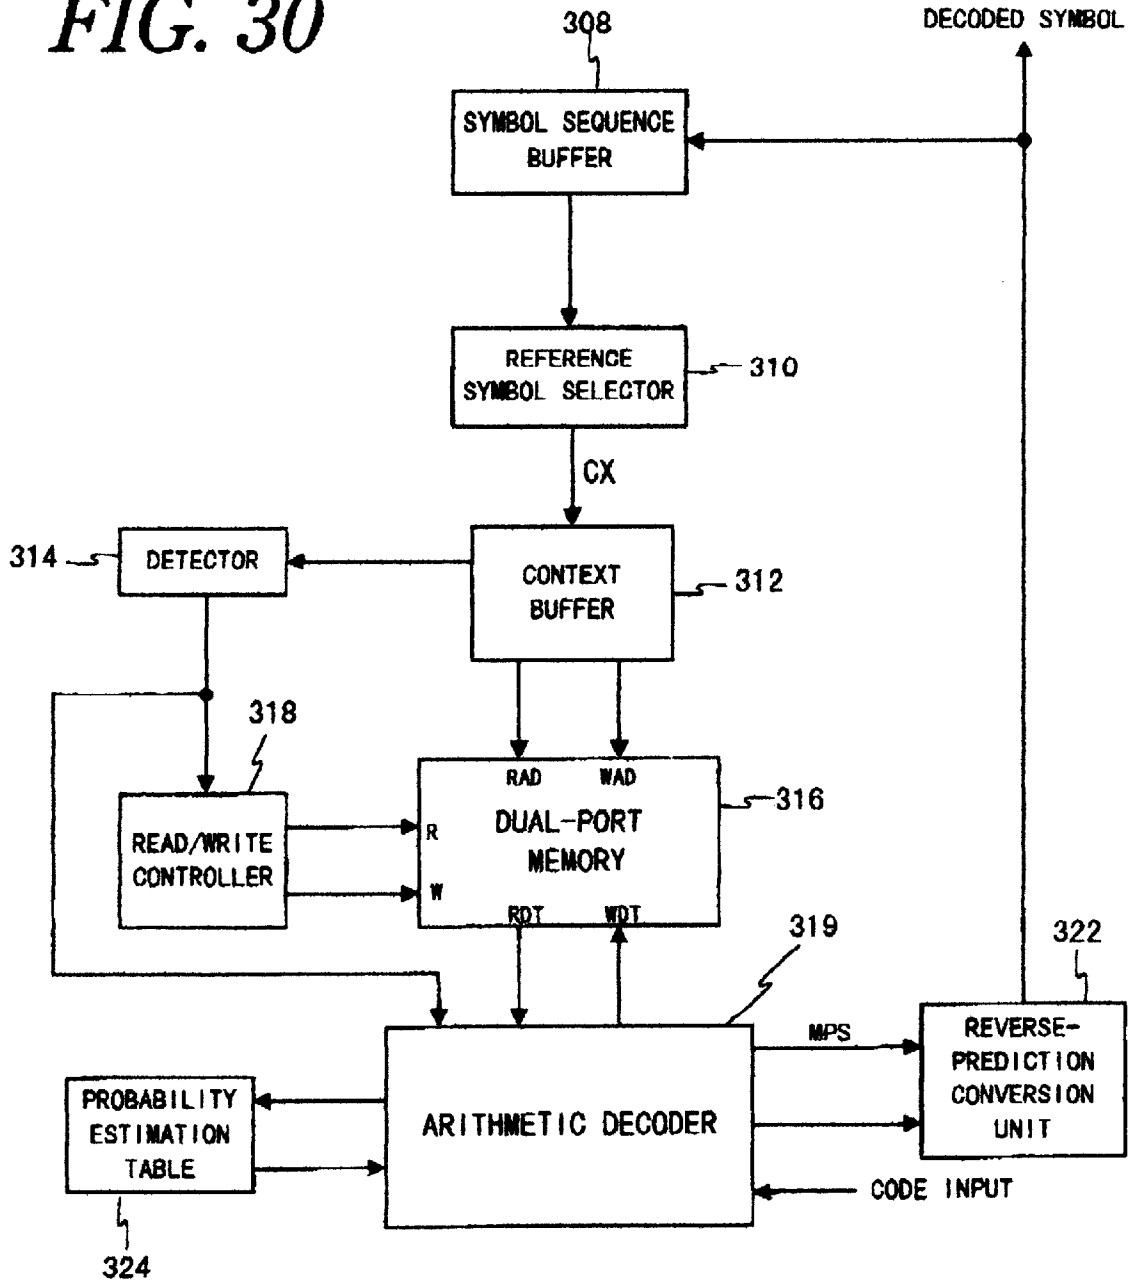 FIG. 30
308
DECODED SYMBOL
SYMBOL SEQUENCE
BUFFER
REFERENCE
SYMBOL SELECTOR
310
CX
314
DETECTOR
CONTEXT
BUFFER
312
318
RAD
WAD
316
READ/WRITE
CONTROLLER
R
W
DUAL-PORT
MEMORY
RDT
WDT
319
322
MPS
REVERSE-
PREDICTION
CONVERSION
UNIT
PROBABILITY
ESTIMATION
TABLE
ARITHMETIC DECODER
CODE INPUT
324